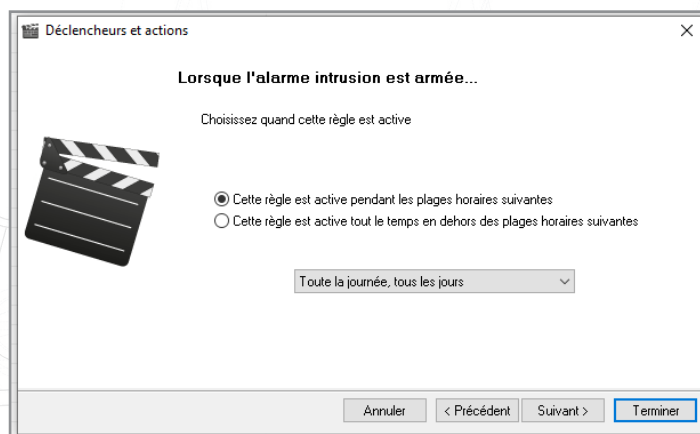 Déclencheurs et actions
Lorsque l'alarme intrusion est armée...
Choisissez quand cette règle est active
Cette règle est active pendant les plages horaires suivantes
Cette règle est active tout le temps en dehors des plages horaires suivantes
Toute la journée, tous les jours
Annuler
< Précédent
Suivant >
Terminer